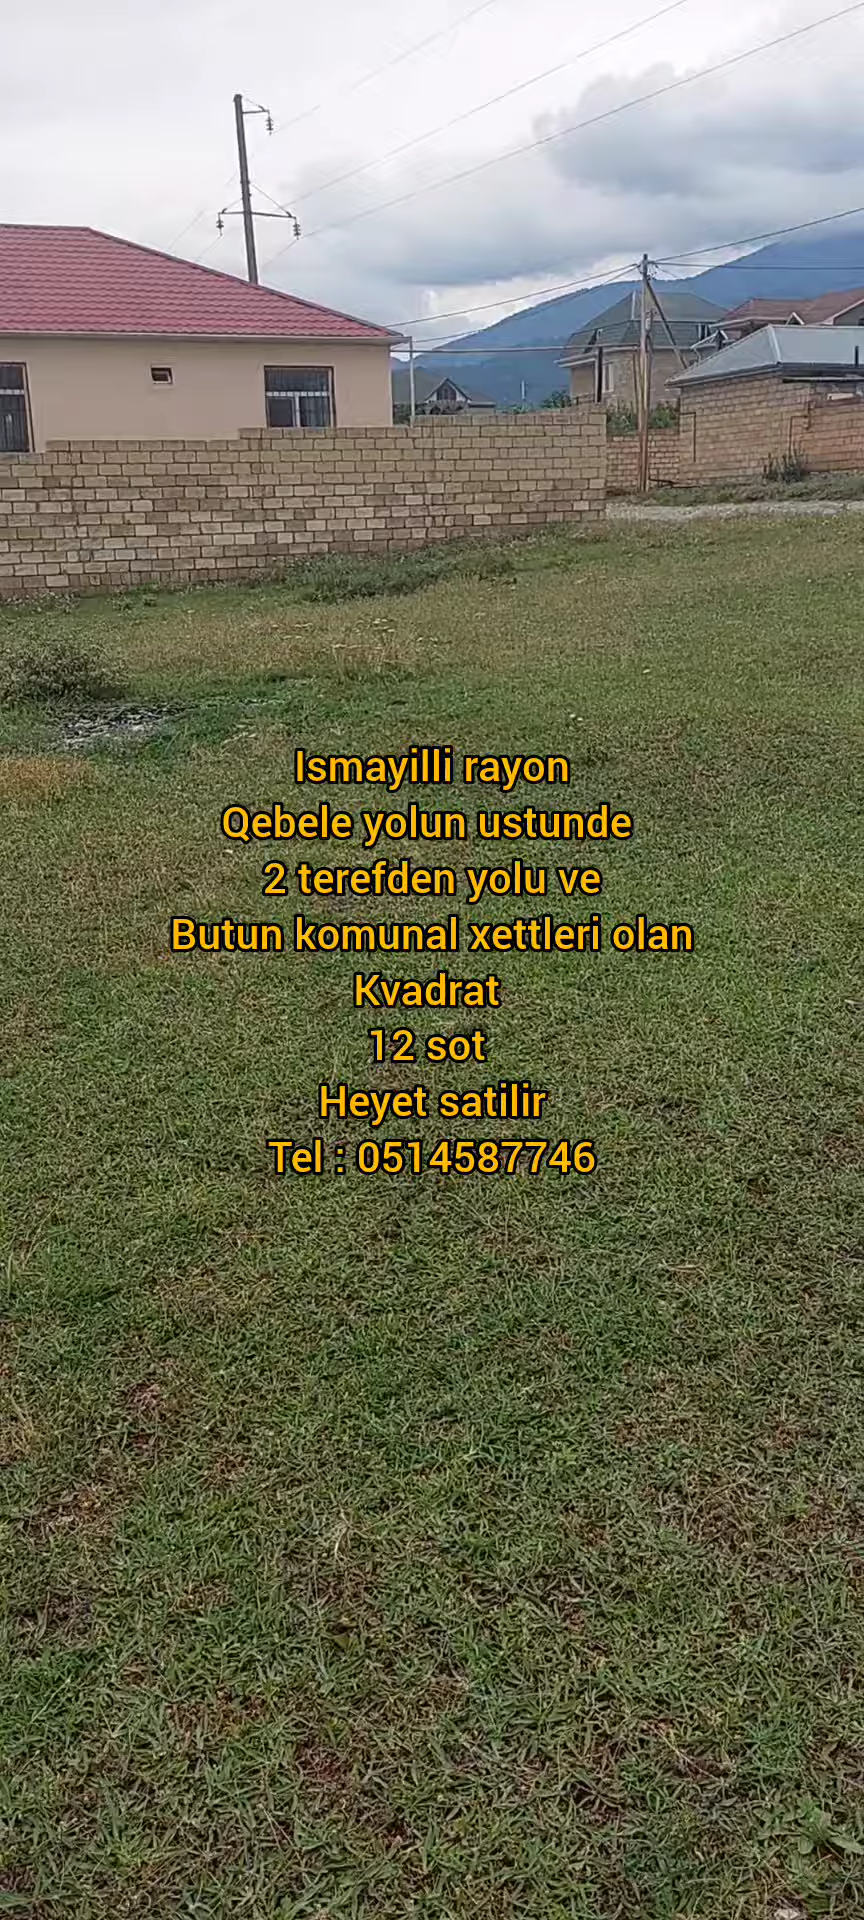 Ismayilli rayon
Qebele yolun ustunde
2 terefden yolu ve
Butun komunal xettleri olan
Kvadrat
12 sot
Heyet satilir
Tel : 0514587746